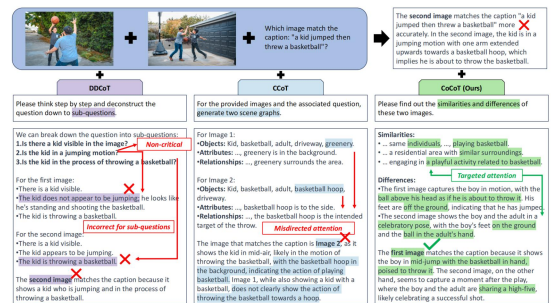 Which image match the
caption: "a kid jumped then
threw a basketball"?
The second image matches the
caption "a kid jumped then
threw a basketball" more
accurately. In the second
image, the kid is in a
jumping motion with one arm
extended upwards towards a
basketball hoop, which
implies he is about to throw the ball.
DDCoT
Please think step by step and deconstruct the
question down to sub-questions.
We can break down the question into sub-questions:
1.Is there a kid visible in the image?
2.Is the kid in a jumping motion?
3.Is the kid in the process of throwing a basketball?
Non-critical
For the first image:
•There is a kid visible.
•The kid does not appear to be jumping; he looks like
he's standing and shooting the basketball.
•The kid is throwing a basketball.
Incorrect for sub-questions
For the second image:
•There is a kid visible.
•The kid appears to be jumping.
•The kid is throwing a basketball.
The second image matches the caption because it
shows a kid who is jumping and in the process of
throwing a basketball.
CCoT
For the provided images and the associated question,
generate two scene graphs.
For Image 1:
•Objects: Kid, basketball, adult, driveway, greenery.
•Attributes: ..., greenery is in the background.
•Relationships: ..., greenery surrounds the area.
For Image 2:
•Objects: Kid, basketball, adult, basketball hoop,
driveway.
•Attributes: ..., basketball hoop is to the side.
•Relationships: ..., the basketball hoop is the intended
target of the throw.
Misdirected attention
The image that matches the caption is Image 2, as it
shows the kid in mid-air, likely in the motion of
throwing the basketball, with the basketball hoop in
the background, indicating the action of playing
basketball. Image 1, while also showing a kid with a
basketball, does not clearly show the action of
throwing the basketball towards a hoop.
CoCoT (Ours)
Please find out the similarities and differences of
these two images.
Similarities:
• ... same individuals, ... playing basketball.
• ... a residential area with similar surroundings.
• ... engaging in a playful activity related to basketball.
Targeted attention
Differences:
•The first image captures the boy in motion, with the
ball above his head as if he is about to throw it. His
feet are off the ground, indicating that he has jumped.
•The second image shows the boy and the adult in a
celebratory pose, with the boy's feet on the ground
and the ball in the adult's hand.
The first image matches the caption because it shows
the boy in mid-jump with the basketball in hand,
poised to throw it. The second image, on the other
hand, seems to capture a moment after the play,
where the boy and the adult are sharing a high-five,
likely celebrating a successful shot.